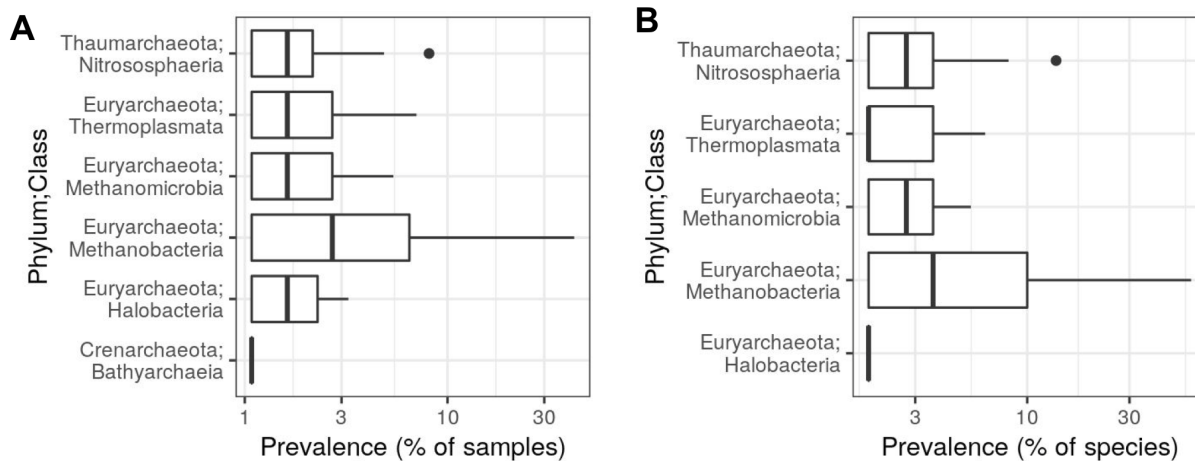 A
Phylum;Class
Thaumarchaeota;
Nitrososphaeria
Euryarchaeota;
Thermoplasmata
Euryarchaeota;
Methanomicrobia
Euryarchaeota;
Methanobacteria
Euryarchaeota;
Halobacteria
Crenarchaeota;
Bathyarchaeia
1 3 10 30
Prevalence (% of samples)
B
Phylum;Class
Thaumarchaeota;
Nitrososphaeria
Euryarchaeota;
Thermoplasmata
Euryarchaeota;
Methanomicrobia
Euryarchaeota;
Methanobacteria
Euryarchaeota;
Halobacteria
3 10 30
Prevalence (% of species)